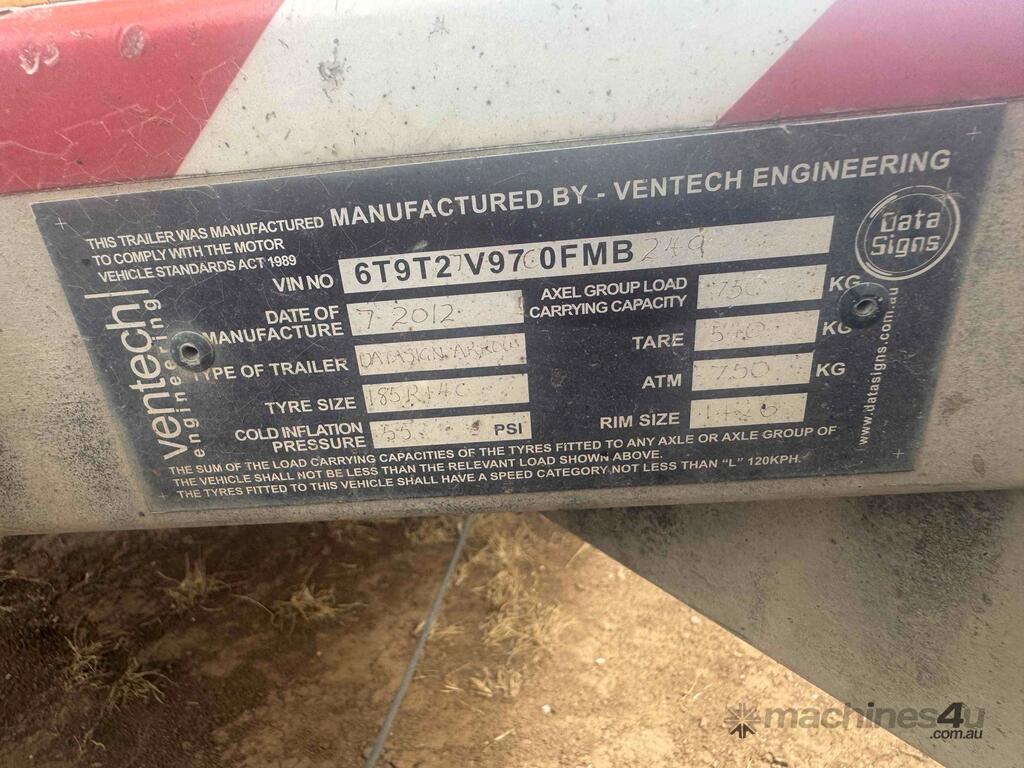 MANUFACTURED BY - VENTECH ENGINEERING
THIS TRAILER WAS MANUFACTURED
TO COMPLY WITH THE MOTOR
VEHICLE STANDARDS ACT 1989
Data
Signs
www.datasigns.com.au
ventech
engineering
VIN NO 6T9T27V97C0FMB249
DATE OF
MANUFACTURE 7 2012
TYPE OF TRAILER DATASIGN ARROW
TYRE SIZE 185R14C
COLD INFLATION
PRESSURE PSI
AXEL GROUP LOAD
CARRYING CAPACITY 750 KG
TARE 540 KG
ATM 750 KG
RIM SIZE
THE SUM OF THE LOAD CARRYING CAPACITIES OF THE TYRES FITTED TO ANY AXLE OR AXLE GROUP OF
THE VEHICLE SHALL NOT BE LESS THAN THE RELEVANT LOAD SHOWN ABOVE.
THE TYRES FITTED TO THIS VEHICLE SHALL HAVE A SPEED CATEGORY NOT LESS THAN "L" 120KPH.
machines4u
.com.au